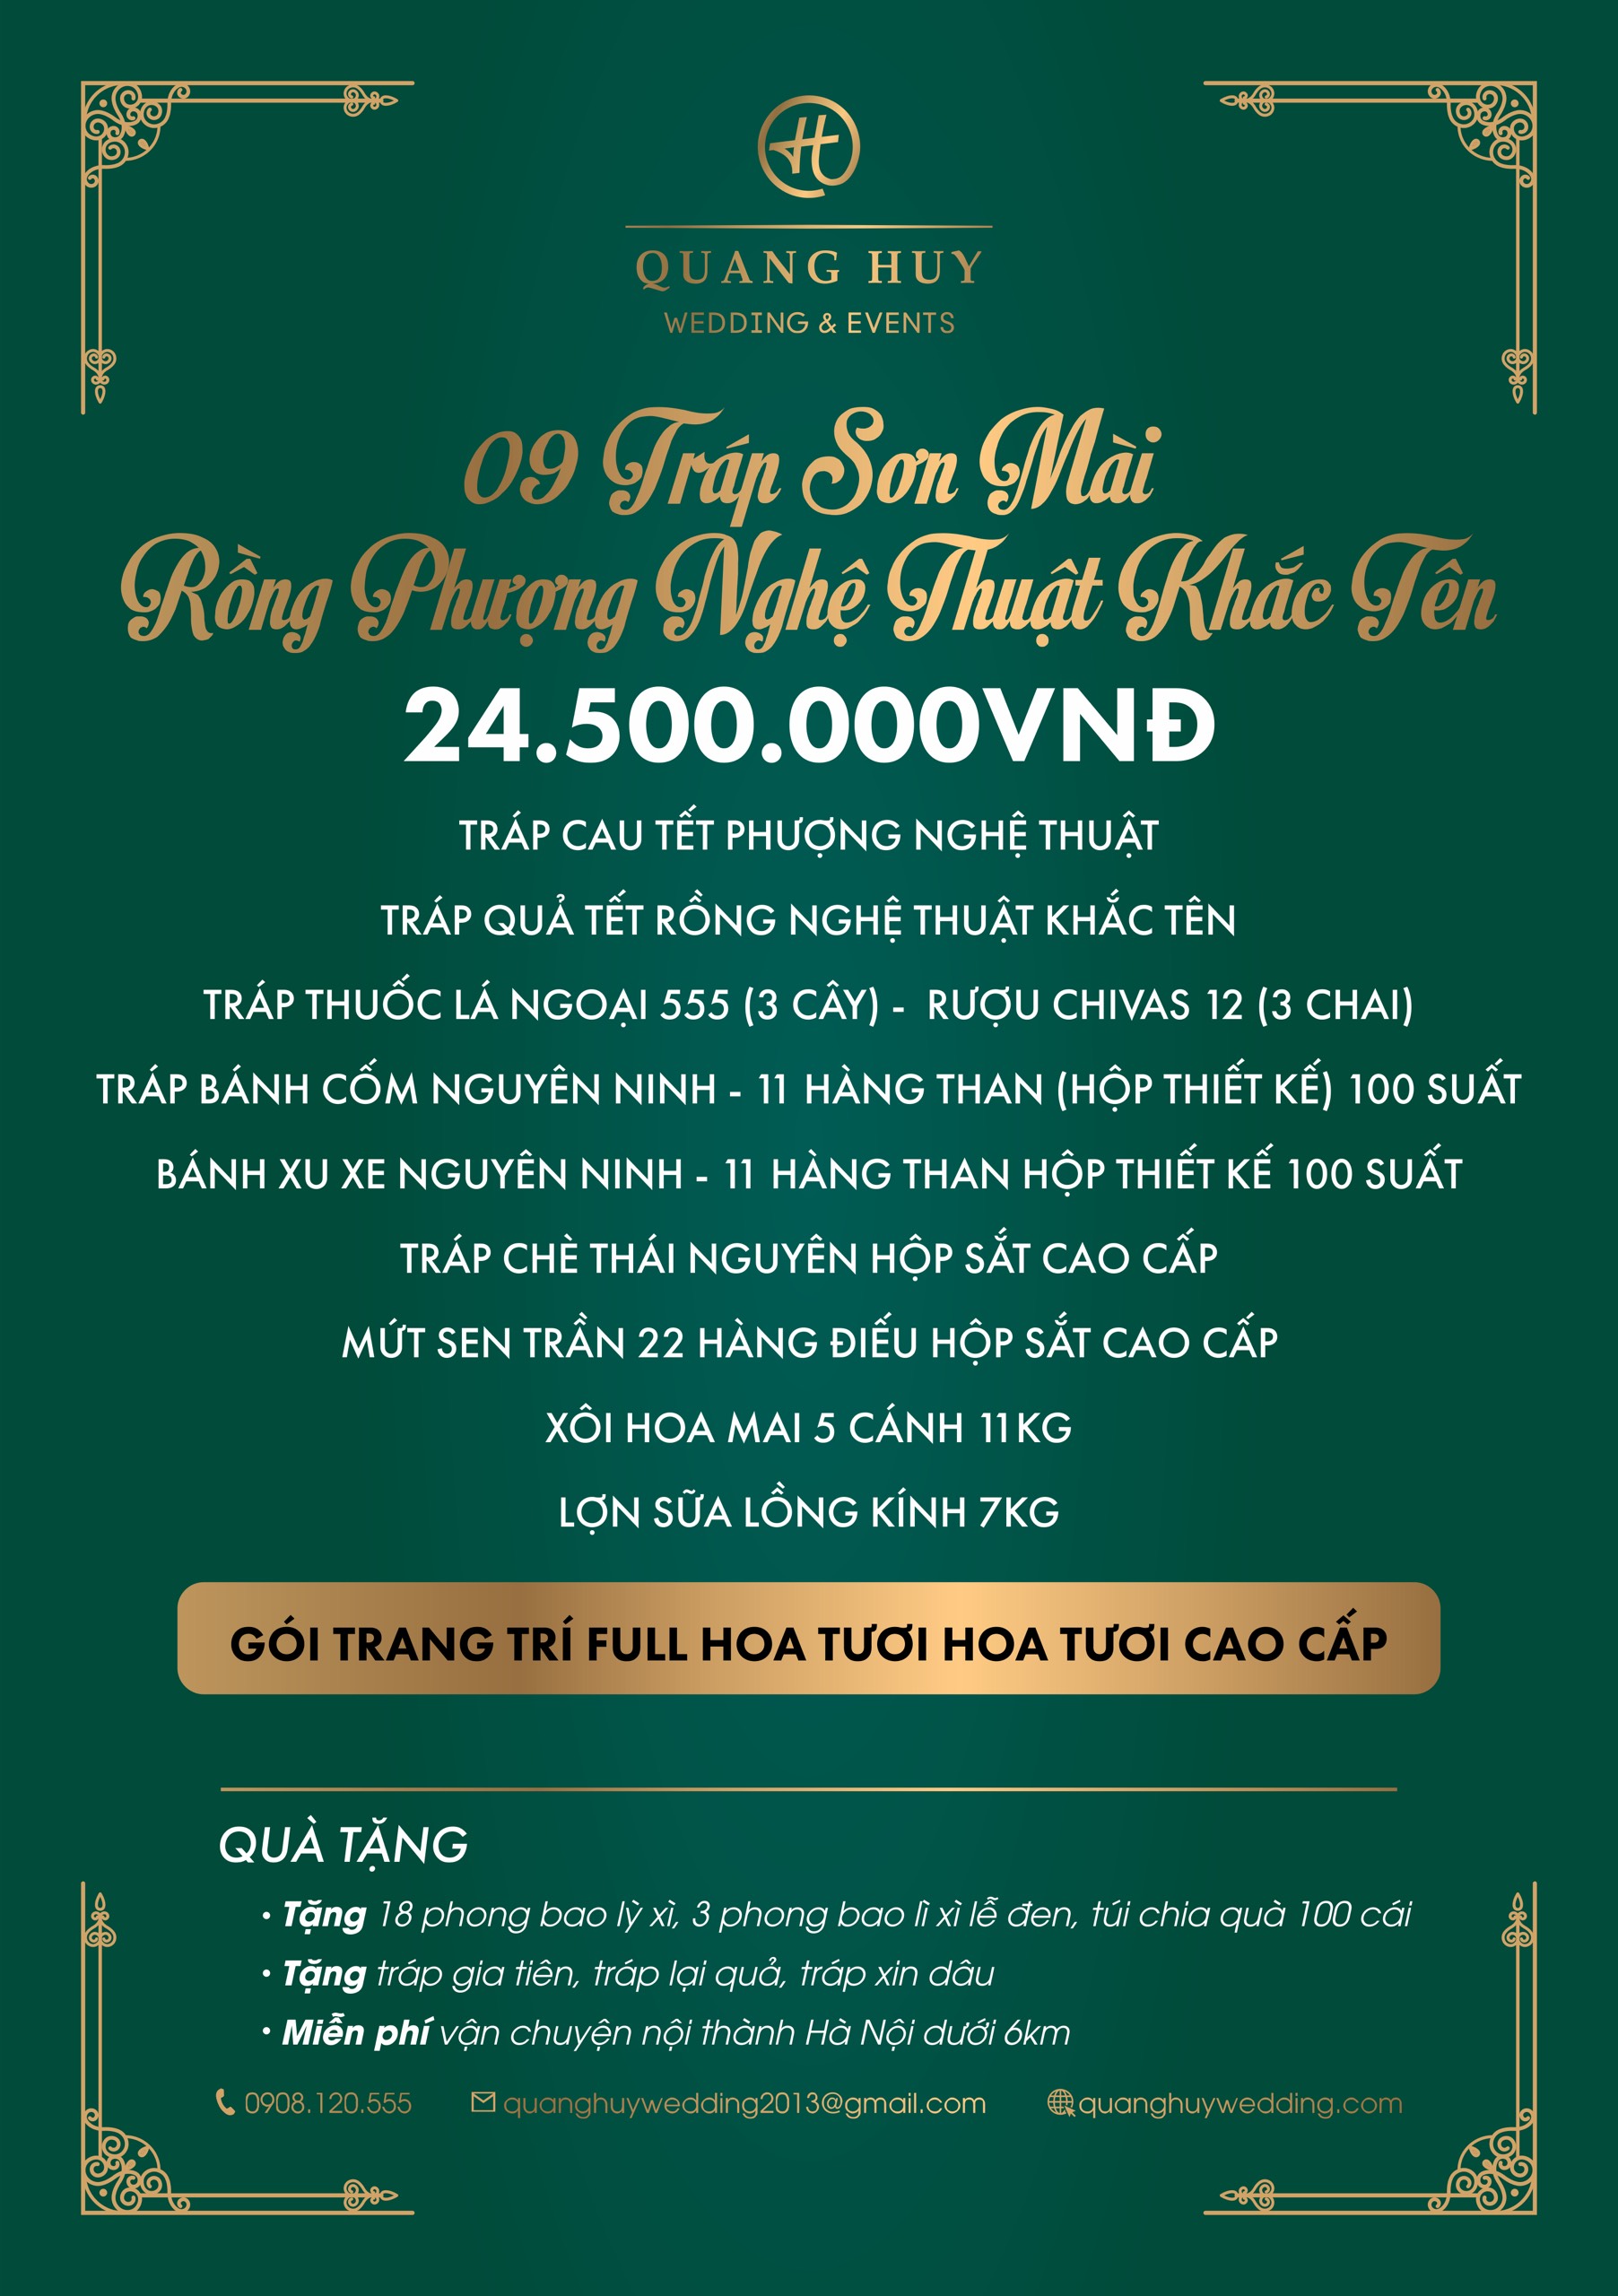 QUANG HUY
WEDDING & EVENTS
09 Tráp Sơn Mài
Rồng Phượng Nghệ Thuật Khắc Tên
24.500.000VNĐ
TRÁP CAU TẾT PHƯỢNG NGHỆ THUẬT
TRÁP QUẢ TẾT RỒNG NGHỆ THUẬT KHẮC TÊN
TRÁP THUỐC LÁ NGOẠI 555 (3 CÂY) - RƯỢU CHIVAS 12 (3 CHAI)
TRÁP BÁNH CỐM NGUYÊN NINH - 11 HÀNG THAN (HỘP THIẾT KẾ) 100 SUẤT
BÁNH XU XE NGUYÊN NINH - 11 HÀNG THAN HỘP THIẾT KẾ 100 SUẤT
TRÁP CHÈ THÁI NGUYÊN HỘP SẮT CAO CẤP
MỨT SEN TRẦN 22 HÀNG ĐIẾU HỘP SẮT CAO CẤP
XÔI HOA MAI 5 CÁNH 11KG
LỢN SỮA LỒNG KÍNH 7KG
GÓI TRANG TRÍ FULL HOA TƯƠI HOA TƯƠI CAO CẤP
QUÀ TẶNG
• Tặng 18 phong bao lỳ xì, 3 phong bao lì xì lễ đen, túi chia quà 100 cái
• Tặng tráp gia tiên, tráp lại quả, tráp xin dâu
• Miễn phí vận chuyện nội thành Hà Nội dưới 6km
0908.120.555 quanghuywedding2013@gmail.com quanghuywedding.com